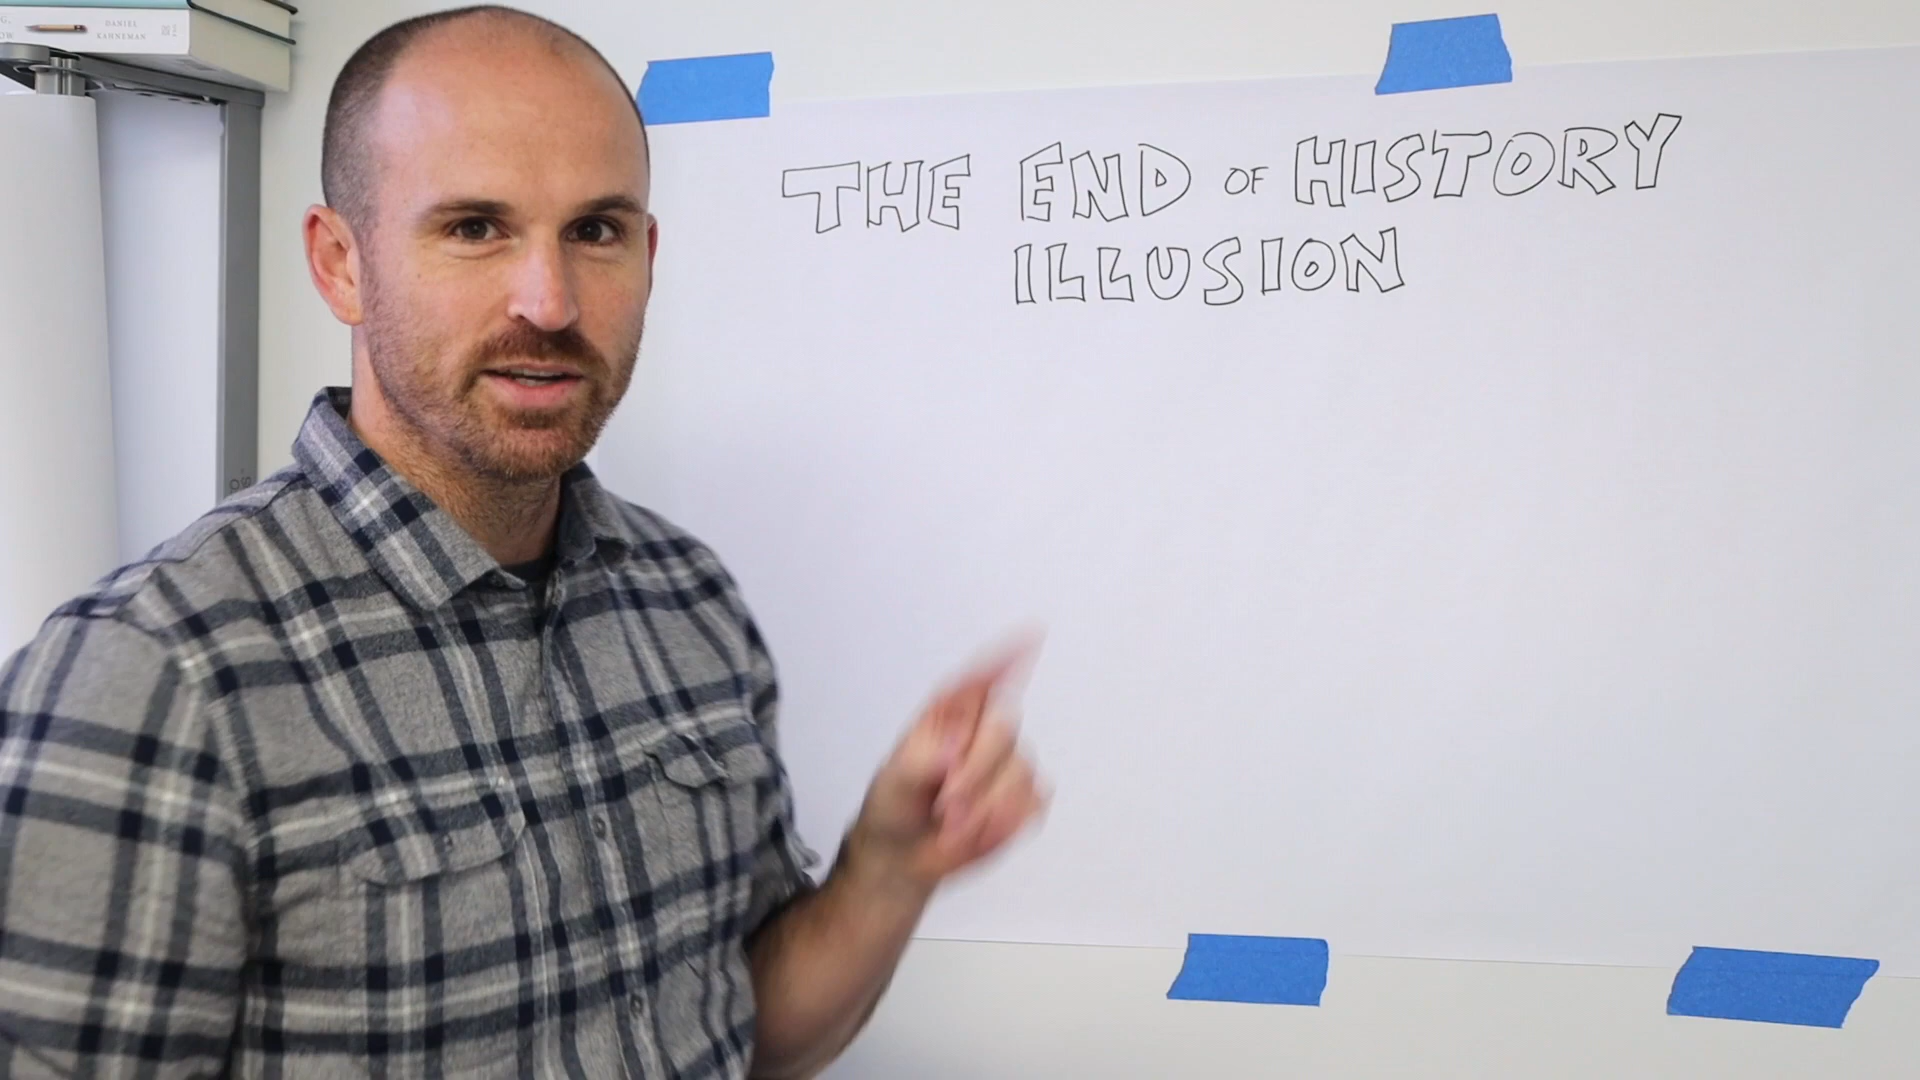 DANIEL
KAHNEMAN
THE END OF HISTORY
ILLUSION